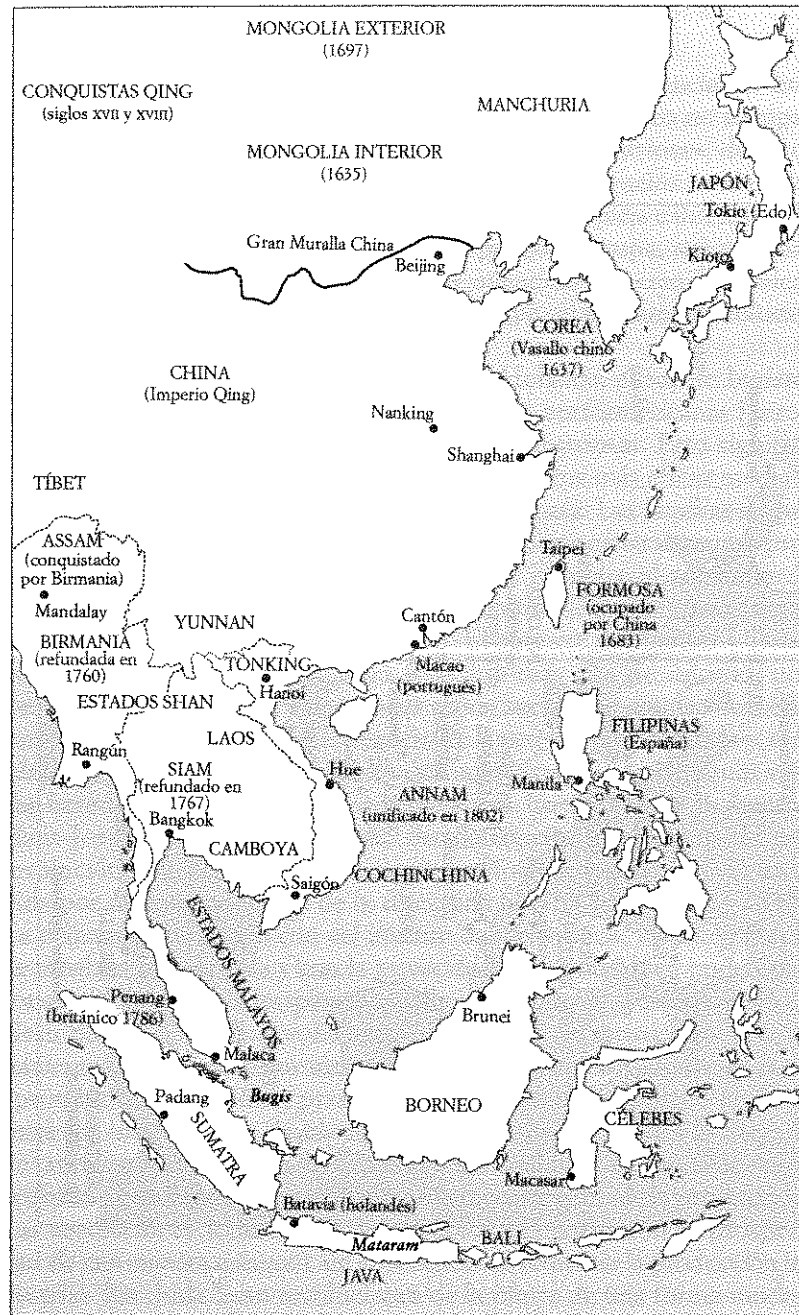 MONGOLIA EXTERIOR
(1697)
CONQUISTAS QING
(siglos XVII y XVIII)
MANCHURIA
MONGOLIA INTERIOR
(1635)
JAPÓN
Tokio (Edo)
Gran Muralla China
Beijing
Kioto
COREA
(Vasallo chino
1637)
CHINA
(Imperio Qing)
Nanking
Shanghai
TÍBET
ASSAM
(conquistado
por Birmania)
Mandalay
Taipei
FORMOSA
(ocupado
por China
1683)
YUNNAN
Cantón
BIRMANIA
(refundada en
1760)
TONKING
Hanoi
Macao
(portugués)
ESTADOS SHAN
LAOS
FILIPINAS
(España)
Rangún
SIAM
(refundado en
1767)
Hue
Manila
Bangkok
ANNAM
(unificado en 1802)
CAMBOYA
COCHINCHINA
Saigón
ESTADOS MALAYOS
Penang
(británico 1786)
Brunei
Malaca
Padang
Bugis
BORNEO
CÉLEBES
SUMATRA
Macasar
Batavia (holandés)
Mataram
BALI
JAVA